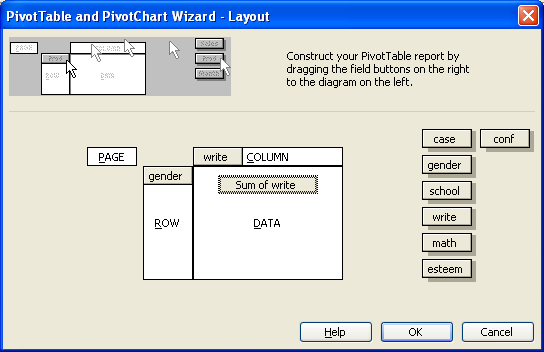 PivotTable and PivotChart Wizard - Layout
Construct your PivotTable report by
dragging the field buttons on the right
to the diagram on the left.
PAGE
write
COLUMN
gender
Sum of write
ROW
DATA
case
conf
gender
school
write
math
esteem
Help
OK
Cancel